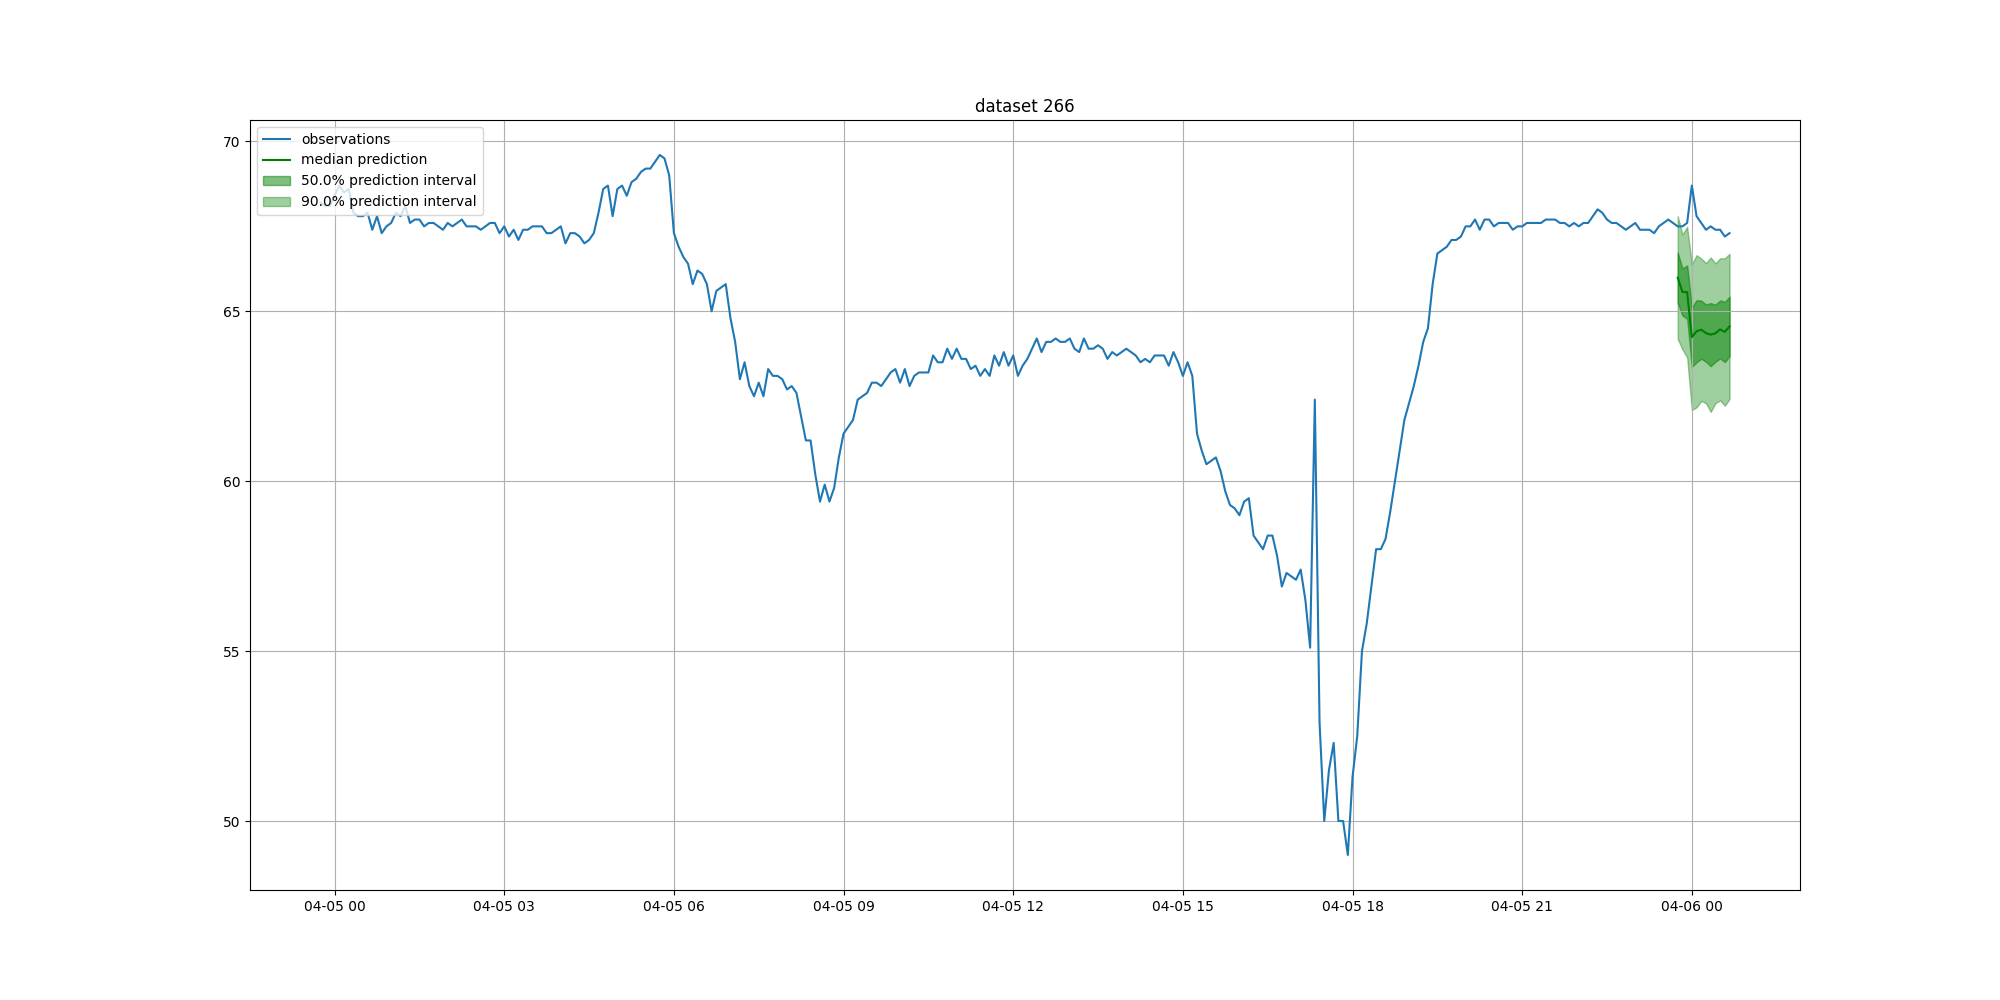 dataset 266
observations
median prediction
50.0% prediction interval
90.0% prediction interval
70
65
60
55
50
04-05 00
04-05 03
04-05 06
04-05 09
04-05 12
04-05 15
04-05 18
04-05 21
04-06 00